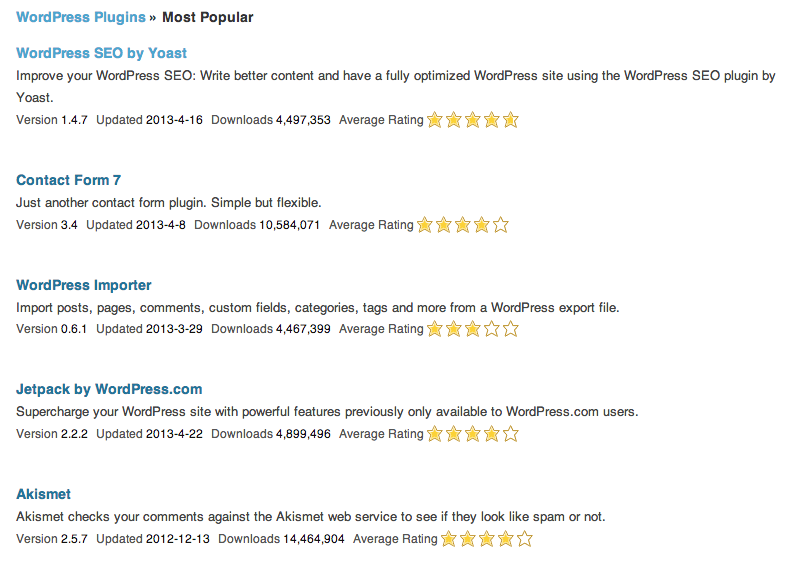 WordPress Plugins » Most Popular
WordPress SEO by Yoast
Improve your WordPress SEO: Write better content and have a fully optimized WordPress site using the WordPress SEO plugin by
Yoast.
Version 1.4.7 Updated 2013-4-16 Downloads 4,497,353 Average Rating
Contact Form 7
Just another contact form plugin. Simple but flexible.
Version 3.4 Updated 2013-4-8 Downloads 10,584,071 Average Rating
WordPress Importer
Import posts, pages, comments, custom fields, categories, tags and more from a WordPress export file.
Version 0.6.1 Updated 2013-3-29 Downloads 4,467,399 Average Rating
Jetpack by WordPress.com
Supercharge your WordPress site with powerful features previously only available to WordPress.com users.
Version 2.2.2 Updated 2013-4-22 Downloads 4,899,496 Average Rating
Akismet
Akismet checks your comments against the Akismet web service to see if they look like spam or not.
Version 2.5.7 Updated 2012-12-13 Downloads 14,464,904 Average Rating